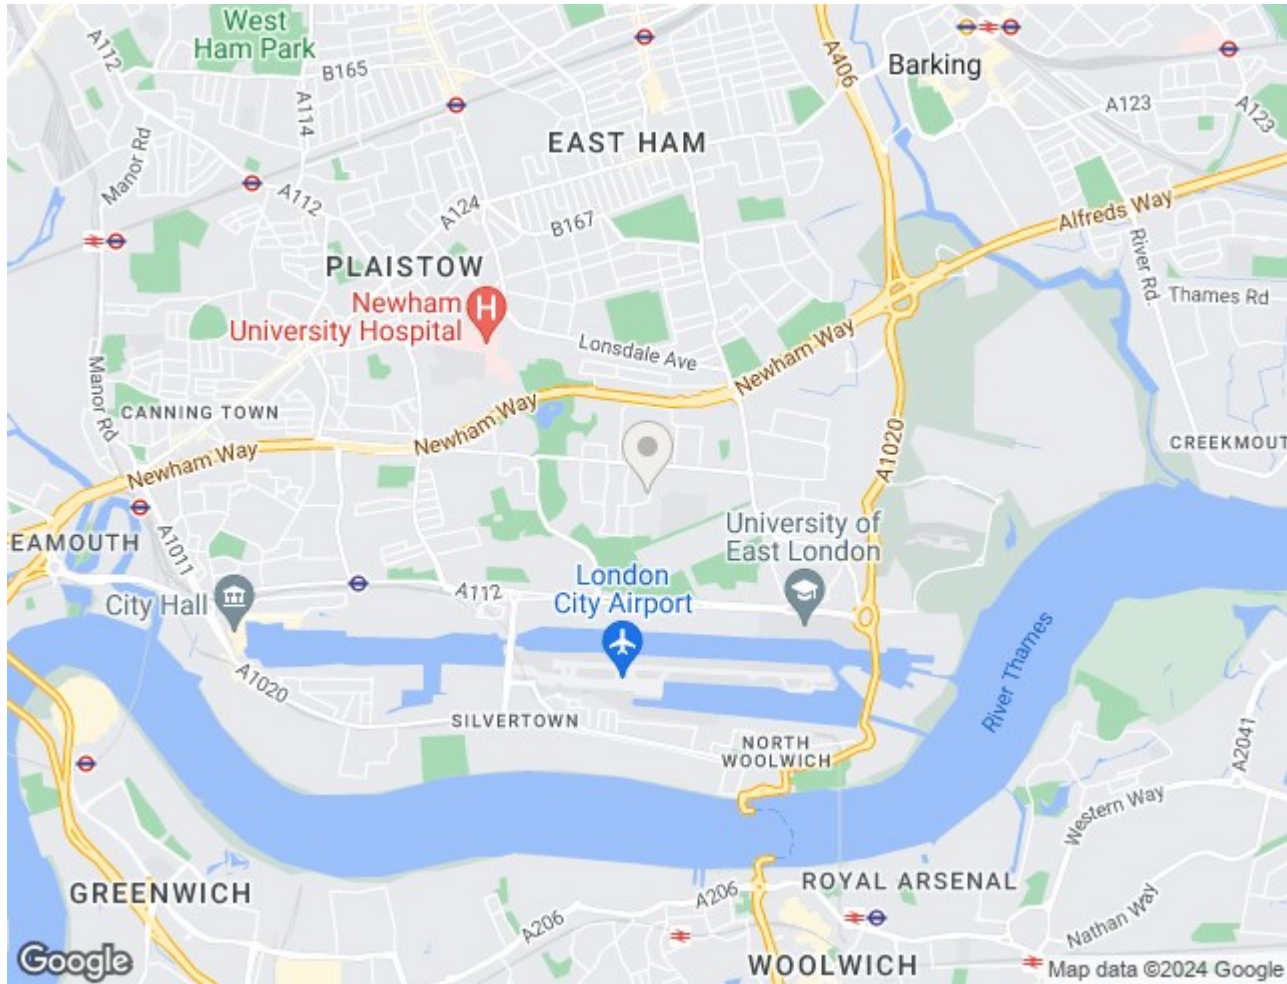 West
Ham Park
A112
B165
A114
A406
Barking
A123
A123
Manor Rd
EAST HAM
A112
A124
B167
Alfreds Way
River Rd
PLAISTOW
Newham
University Hospital
H
Thames Rd
Lonsdale Ave
Newham Way
Manor Rd
CANNING TOWN
Newham Way
Newham Way
A1020
CREEKMOUT
EAMOUTH
A1011
University of
East London
London
City Airport
A112
City Hall
River Thames
A1020
SILVERTOWN
NORTH
WOOLWICH
A2041
Western Way
GREENWICH
A206
A206
ROYAL ARSENAL
Nathan Way
WOOLWICH
Google
Map data ©2024 Google